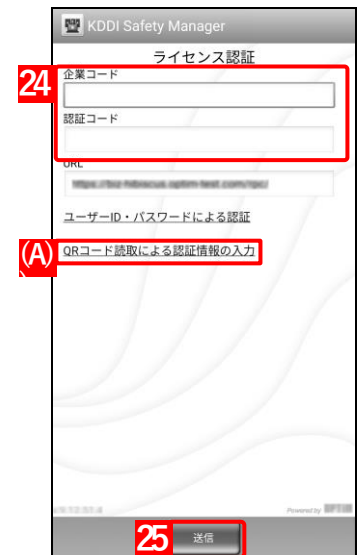 KDDI Safety Manager
ライセンス認証
24
企業コード
認証コード
URL
ユーザーID・パスワードによる認証
(A)
QRコード読取による認証情報の入力
Powered by
25
送信